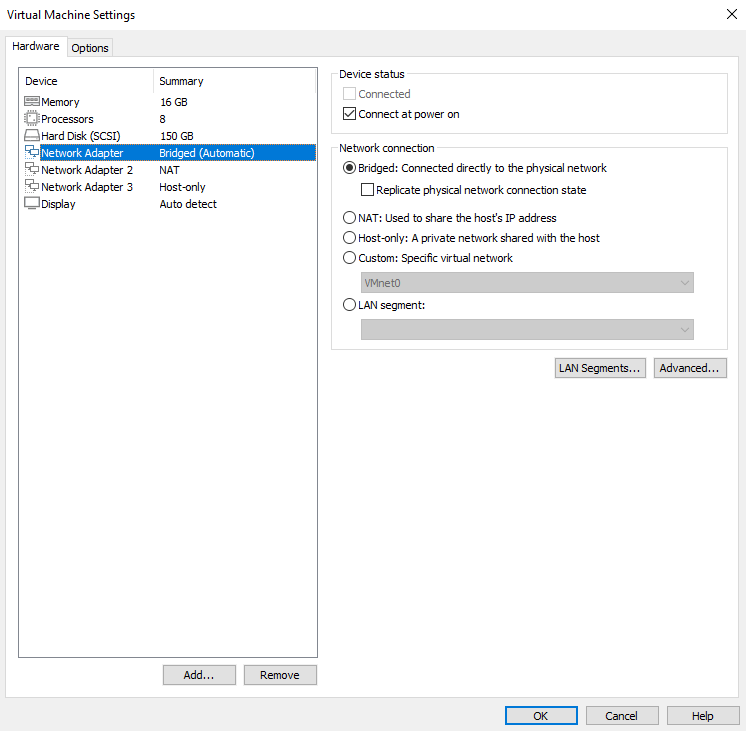 Virtual Machine Settings
Hardware Options
Device Summary
Memory 16 GB
Processors 8
Hard Disk (SCSI) 150 GB
Network Adapter Bridged (Automatic)
Network Adapter 2 NAT
Network Adapter 3 Host-only
Display Auto detect
Add...
Remove
Device status
Connected
Connect at power on
Network connection
Bridged: Connected directly to the physical network
Replicate physical network connection state
NAT: Used to share the host's IP address
Host-only: A private network shared with the host
Custom: Specific virtual network
VMnet0
LAN segment:
LAN Segments...
Advanced...
OK
Cancel
Help